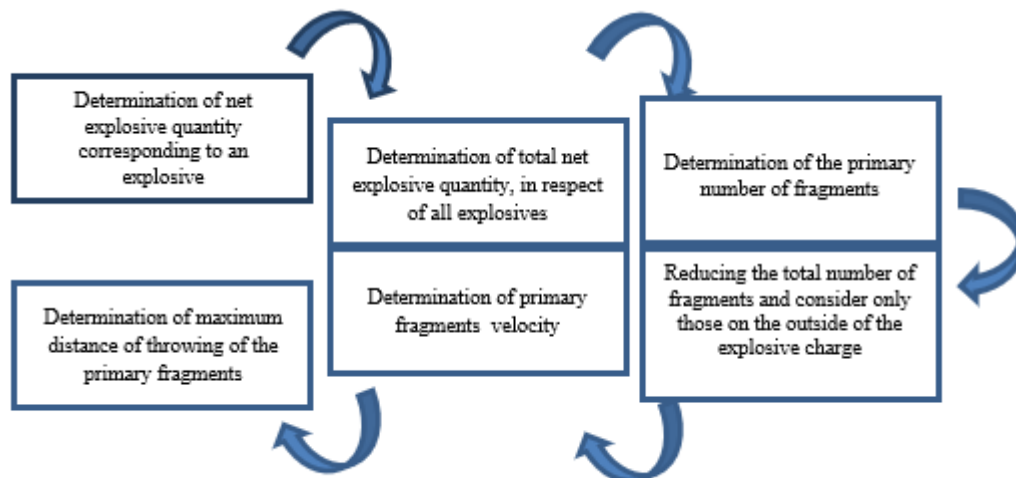 Determination of net
explosive quantity
corresponding to an
explosive
Determination of total net
explosive quantity, in respect
of all explosives
Determination of the primary
number of fragments
Reducing the total number of
fragments and consider only
those on the outside of the
explosive charge
Determination of primary
fragments velocity
Determination of maximum
distance of throwing of the
primary fragments